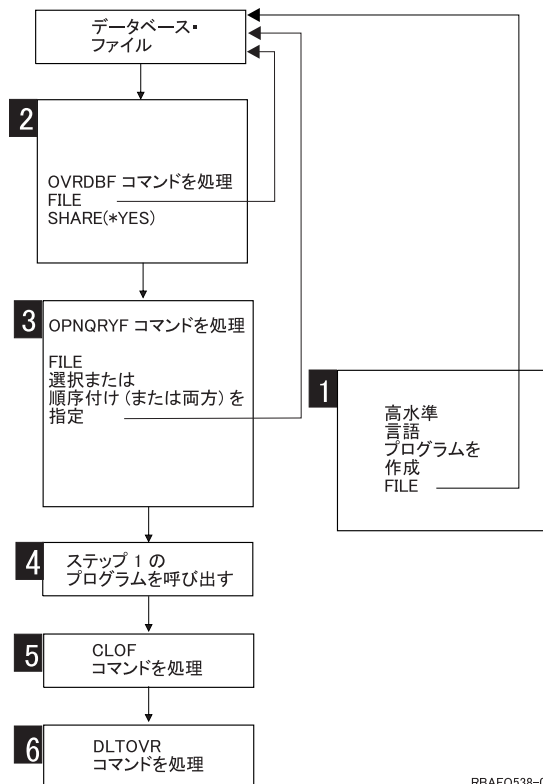 データベース・
ファイル
2
OVRDBF コマンドを処理
FILE
SHARE(*YES)
3
OPNQRYF コマンドを処理
FILE
選択または
順序付け (または両方) を
指定
1
高水準
言語
プログラムを
作成
FILE
4
ステップ 1 の
プログラムを呼び出す
5
CLOF
コマンドを処理
6
DLTOVR
コマンドを処理